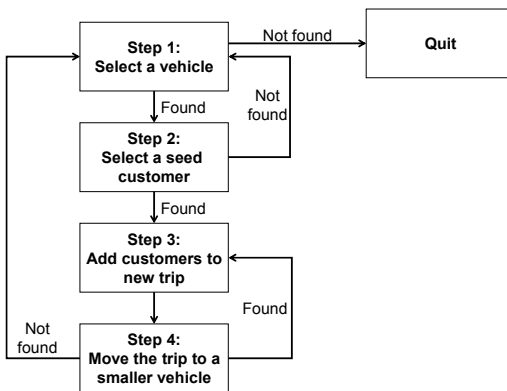 Step 1:
Select a vehicle
Not found
Quit
Found
Not
found
Step 2:
Select a seed
customer
Found
Step 3:
Add customers to
new trip
Found
Not
found
Step 4:
Move the trip to a
smaller vehicle